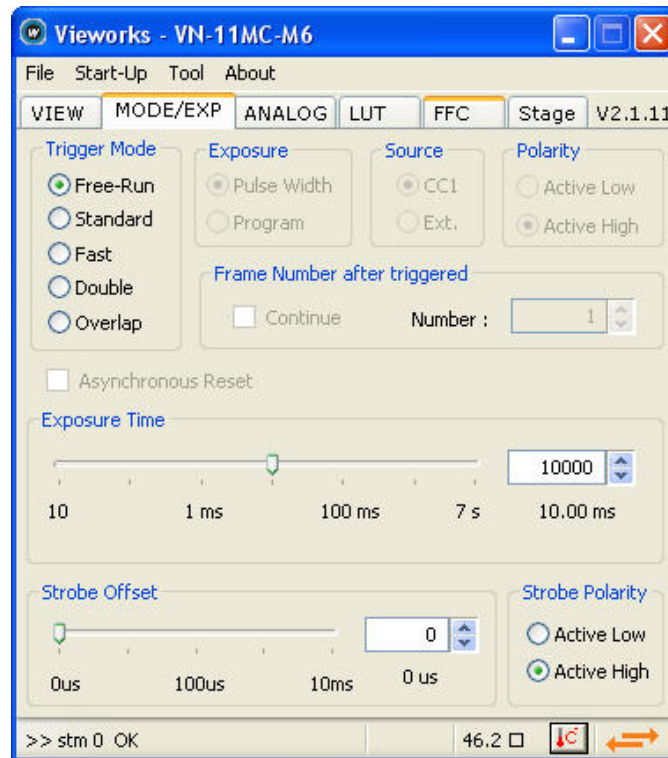 Vieworks - VN-11MC-M6
File Start-Up Tool About
VIEW MODE/EXP ANALOG LUT FFC Stage V2.1.11
Trigger Mode Exposure Source Polarity
Free-Run Pulse Width CC1 Active Low
Standard Program Ext. Active High
Fast
Frame Number after triggered
Double
Continue Number : 1
Overlap
Asynchronous Reset
Exposure Time
10000
10 1 ms 100 ms 7 s 10.00 ms
Strobe Offset Strobe Polarity
0 Active Low
0us 100us 10ms 0 us Active High
>> stm 0 OK 46.2 □ C